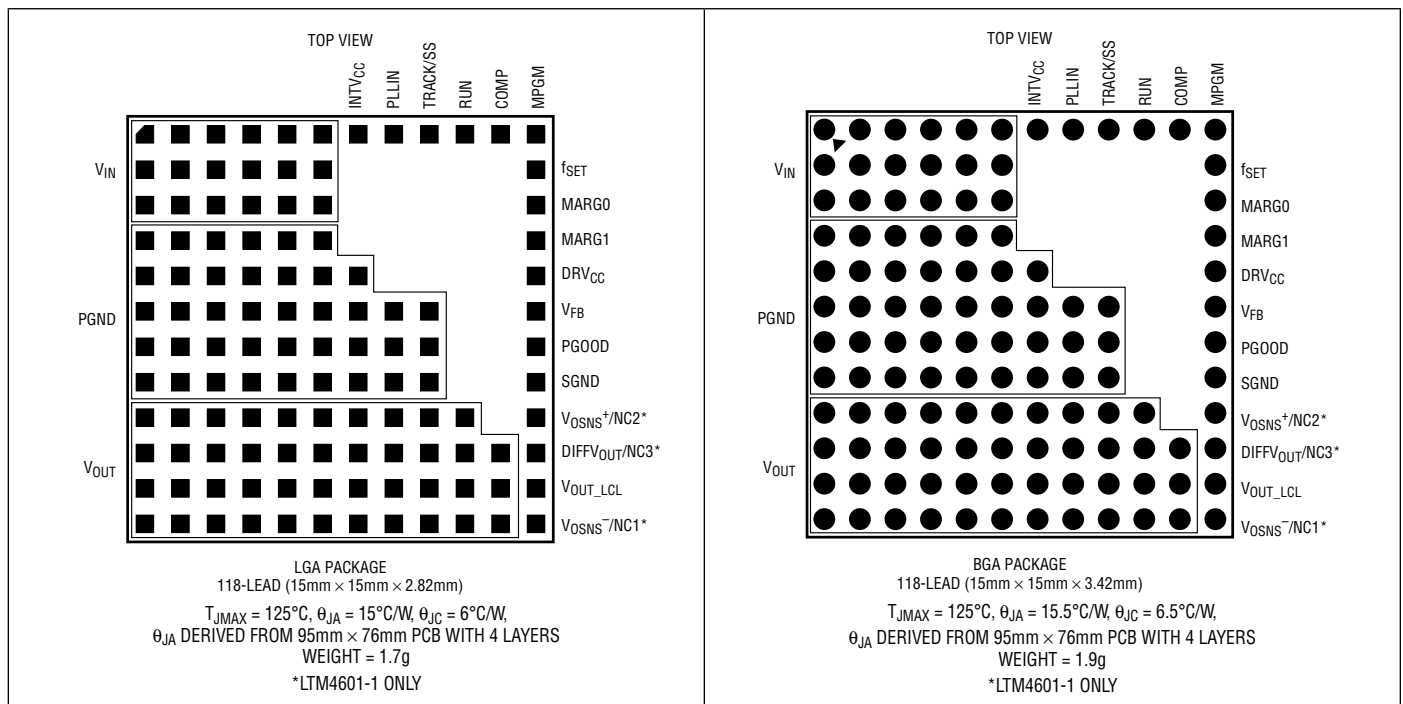 TOP VIEW
INTVCC
PLLIN
TRACK/SS
RUN
COMP
MPGM
VIN
fSET
MARG0
MARG1
DRVCC
PGND
VFB
PGOOD
SGND
VOSNS+/NC2*
VOUT
DIFFVOUT/NC3*
VOUT_LCL
VOSNS–/NC1*
LGA PACKAGE
118-LEAD (15mm × 15mm × 2.82mm)
TJMAX = 125°C, θJA = 15°C/W, θJC = 6°C/W,
θJA DERIVED FROM 95mm × 76mm PCB WITH 4 LAYERS
WEIGHT = 1.7g
*LTM4601-1 ONLY
TOP VIEW
INTVCC
PLLIN
TRACK/SS
RUN
COMP
MPGM
VIN
fSET
MARG0
MARG1
DRVCC
PGND
VFB
PGOOD
SGND
VOSNS+/NC2*
VOUT
DIFFVOUT/NC3*
VOUT_LCL
VOSNS–/NC1*
BGA PACKAGE
118-LEAD (15mm × 15mm × 3.42mm)
TJMAX = 125°C, θJA = 15.5°C/W, θJC = 6.5°C/W,
θJA DERIVED FROM 95mm × 76mm PCB WITH 4 LAYERS
WEIGHT = 1.9g
*LTM4601-1 ONLY